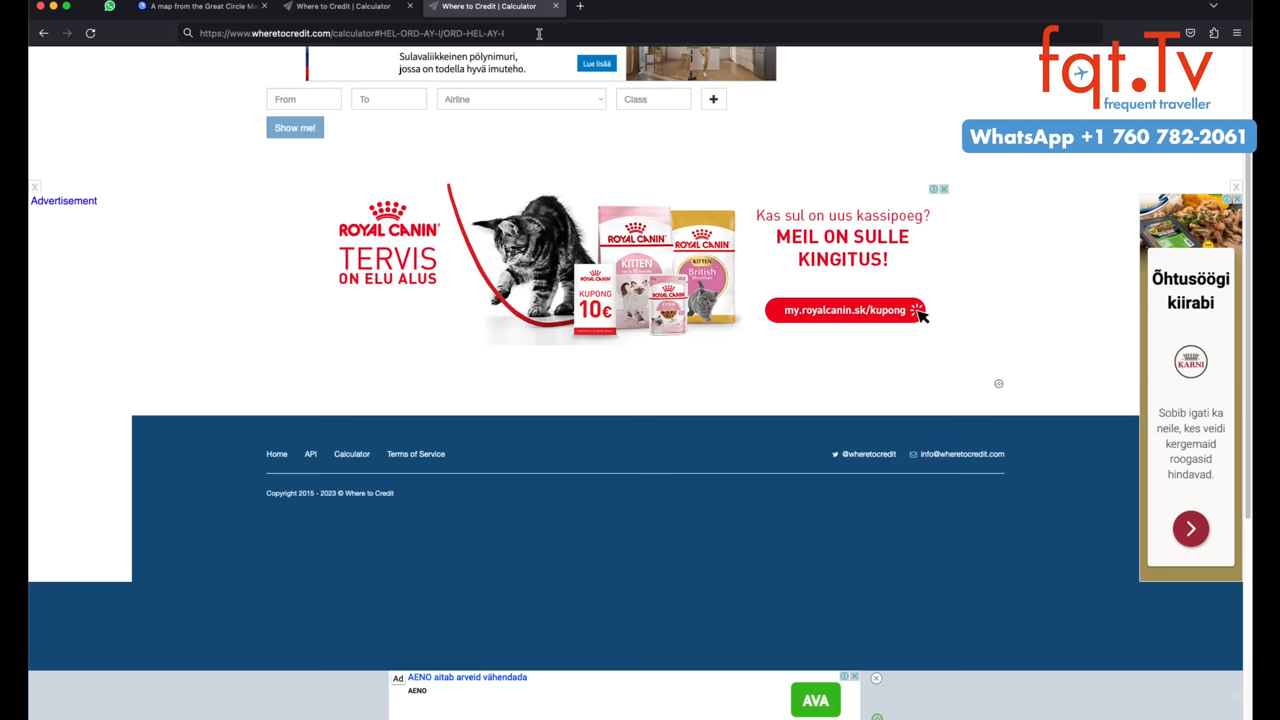 A map from the Great Circle Ma
Where to Credit | Calculator
Where to Credit | Calculator
https://www.wheretocredit.com/calculator#HEL-ORD-AY-I/ORD-HEL-AY-I
fqt.Tv
frequent traveller
WhatsApp +1 760 782-2061
Sulavaliikkeinen pölynimuri,
jossa on todella hyvä imuteho.
Lue lisää
From
To
Airline
Class
Show me!
X
X
Advertisement
ROYAL CANIN
TERVIS
ON ELU ALUS
ROYAL CANIN
KITTEN
ROYAL CANIN
KITTEN
British
KUPONG
10€
Kas sul on uus kassipoeg?
MEIL ON SULLE
KINGITUS!
my.royalcanin.sk/kupong
Õhtusöögi
kiirabi
KARNI
Sobib igati ka
neile, kes veidi
kergemaid
roogasid
hindavad.
Home
API
Calculator
Terms of Service
@wheretocredit
info@wheretocredit.com
Copyright 2015 - 2023 © Where to Credit
Ad
AENO aitab arveid vähendada
AENO
AVA